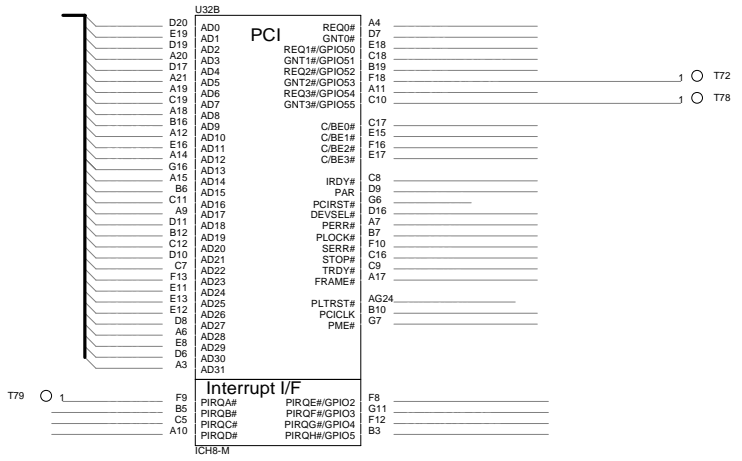 U32B
PCI
D20 AD0 REQ0# A4
E19 AD1 GNT0# D7
D19 AD2 REQ1#/GPIO50 E18
A20 AD3 GNT1#/GPIO51 C18
D17 AD4 REQ2#/GPIO52 B19
A21 AD5 GNT2#/GPIO53 F18 1 T72
A19 AD6 REQ3#/GPIO54 A11
C19 AD7 GNT3#/GPIO55 C10 1 T78
A18 AD8
B16 AD9 C/BE0# C17
A12 AD10 C/BE1# E15
E16 AD11 C/BE2# F16
A14 AD12 C/BE3# E17
G16 AD13
A15 AD14 IRDY# C8
B6 AD15 PAR D9
C11 AD16 PCIRST# G6
A9 AD17 DEVSEL# D16
D11 AD18 PERR# A7
B12 AD19 PLOCK# B7
C12 AD20 SERR# F10
D10 AD21 STOP# C16
C7 AD22 TRDY# C9
F13 AD23 FRAME# A17
E11 AD24
E13 AD25 PLTRST# AG24
E12 AD26 PCICLK B10
D8 AD27 PME# G7
A6 AD28
E8 AD29
D6 AD30
A3 AD31
Interrupt I/F
T79 1 F9 PIRQA# PIRQE#/GPIO2 F8
B5 PIRQB# PIRQF#/GPIO3 G11
C5 PIRQC# PIRQG#/GPIO4 F12
A10 PIRQD# PIRQH#/GPIO5 B3
ICH8-M